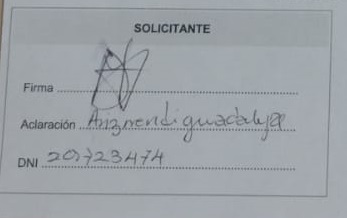 SOLICITANTE
Firma
Aclaración Arizmendi guadalupe
DNI 20723474